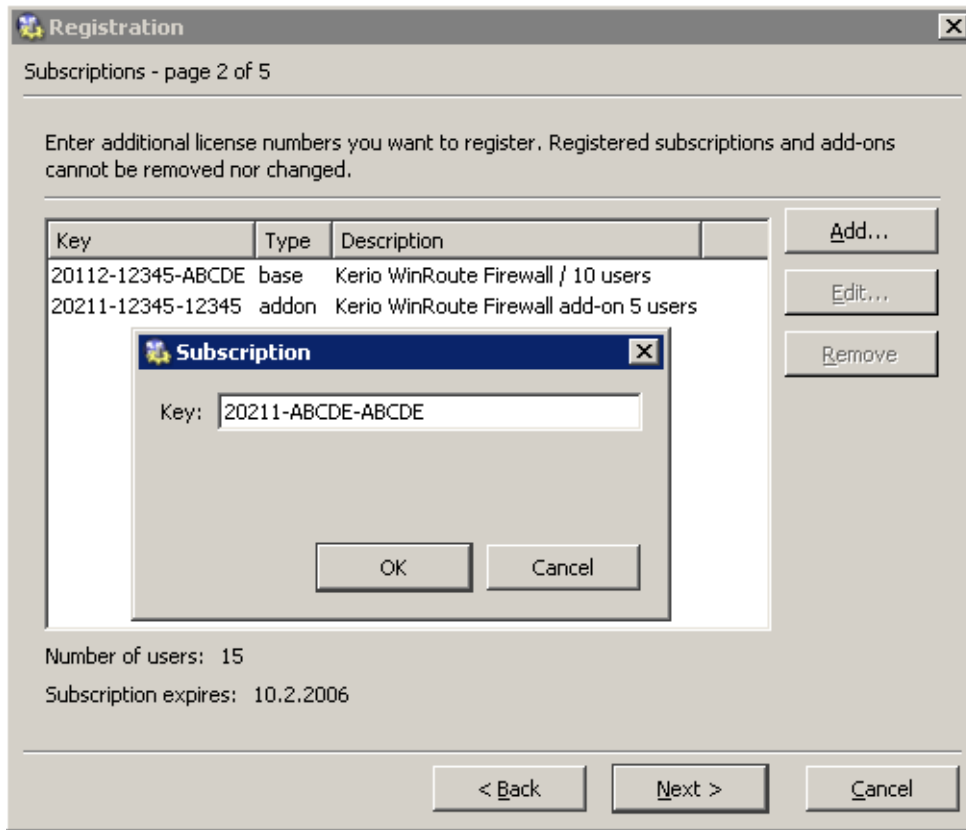 Registration
Subscriptions - page 2 of 5
Enter additional license numbers you want to register. Registered subscriptions and add-ons
cannot be removed nor changed.
Key Type Description
20112-12345-ABCDE base Kerio WinRoute Firewall / 10 users
20211-12345-12345 addon Kerio WinRoute Firewall add-on 5 users
Add...
Edit...
Remove
Subscription
Key: 20211-ABCDE-ABCDE
OK Cancel
Number of users: 15
Subscription expires: 10.2.2006
< Back Next > Cancel